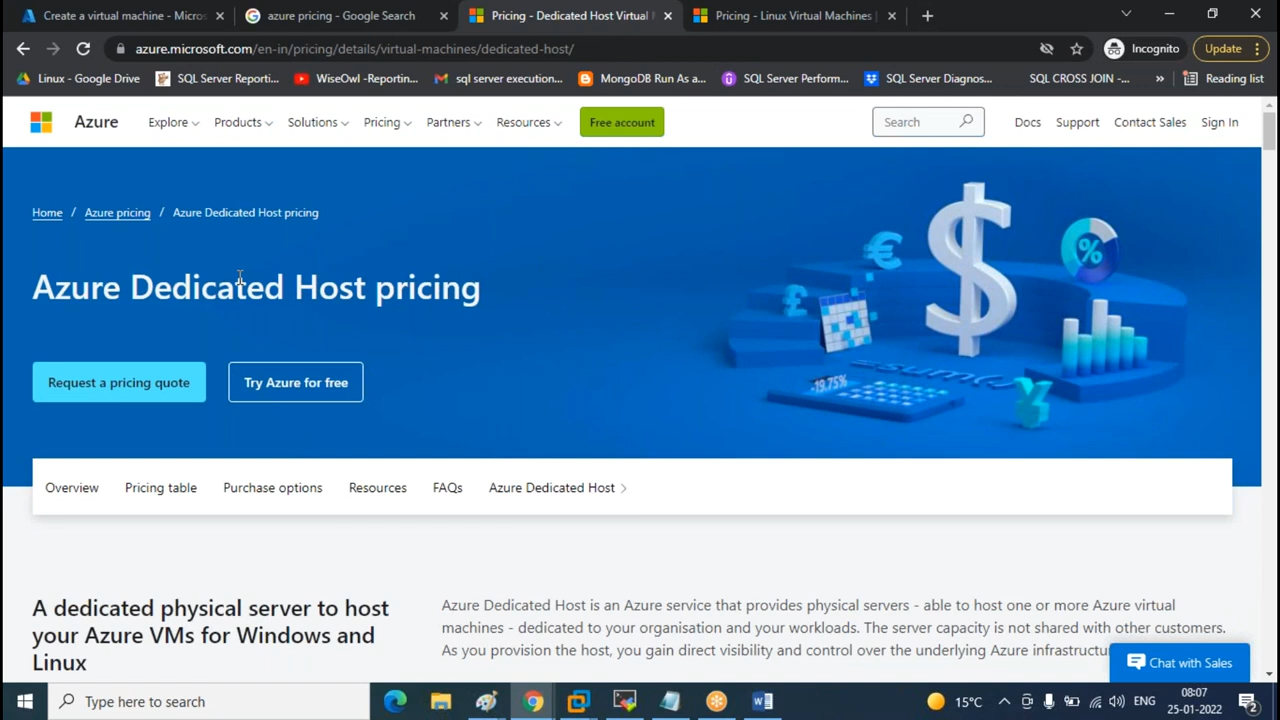 Create a virtual machine - Micros
azure pricing - Google Search
Pricing - Dedicated Host Virtual
Pricing - Linux Virtual Machines
azure.microsoft.com/en-in/pricing/details/virtual-machines/dedicated-host/
Incognito
Update
Linux - Google Drive
SQL Server Reporti...
WiseOwl -Reportin...
sql server execution...
MongoDB Run As a...
SQL Server Perform...
SQL Server Diagnos...
SQL CROSS JOIN -...
»
Reading list
Azure
Explore
Products
Solutions
Pricing
Partners
Resources
Free account
Search
Docs
Support
Contact Sales
Sign In
Home / Azure pricing / Azure Dedicated Host pricing
Azure Dedicated Host pricing
Request a pricing quote
Try Azure for free
-19.75%
%
Overview
Pricing table
Purchase options
Resources
FAQs
Azure Dedicated Host
A dedicated physical server to host
your Azure VMs for Windows and
Linux
Azure Dedicated Host is an Azure service that provides physical servers - able to host one or more Azure virtual
machines - dedicated to your organisation and your workloads. The server capacity is not shared with other customers.
As you provision the host, you gain direct visibility and control over the underlying Azure
Chat with Sales
Type here to search
15°C
ENG
08:07
25-01-2022
2